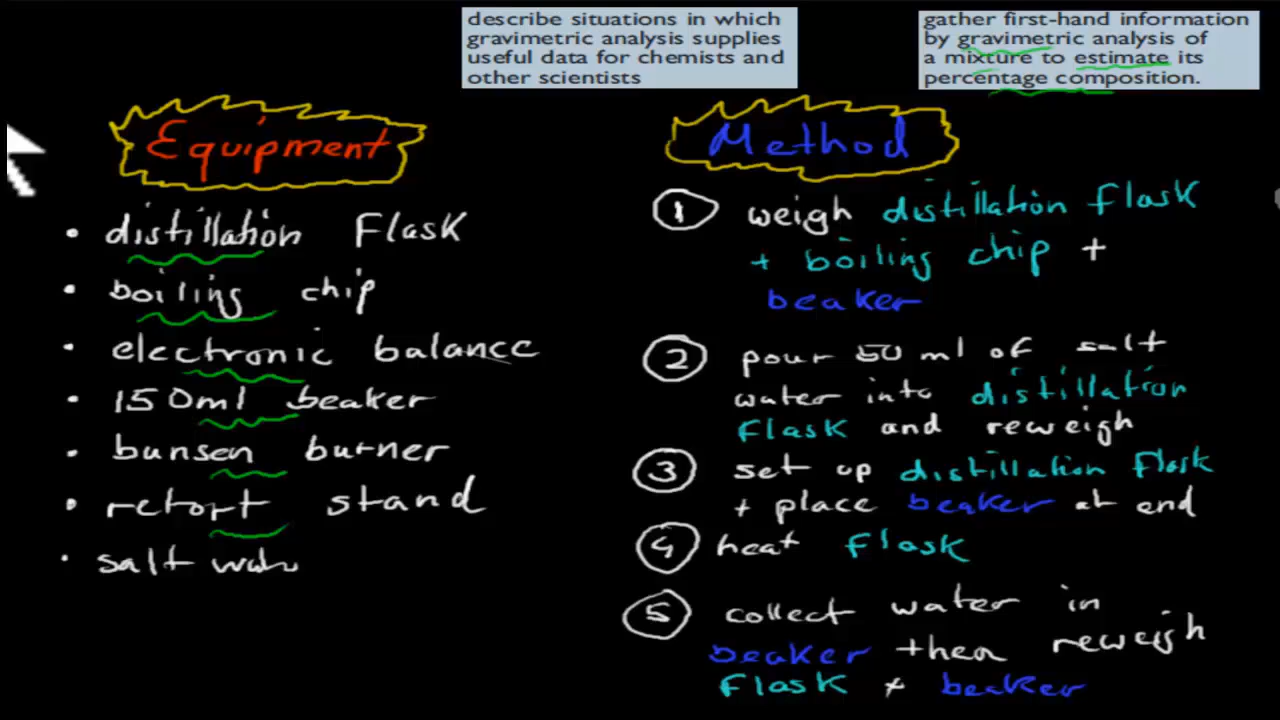 describe situations in which
gravimetric analysis supplies
useful data for chemists and
other scientists
gather first-hand information
by gravimetric analysis of
a mixture to estimate its
percentage composition.
Equipment
• distillation Flask
• boiling chip
• electronic balance
• 150ml beaker
• bunsen burner
• retort stand
• salt
Method
1 weigh distillation flask
+ boiling chip +
beaker
2 pour 50 ml of salt
water into distillation
flask and reweigh
3 set up distillation flask
+ place beaker at end
4 heat flask
5 collect water in
beaker then reweigh
flask + beaker